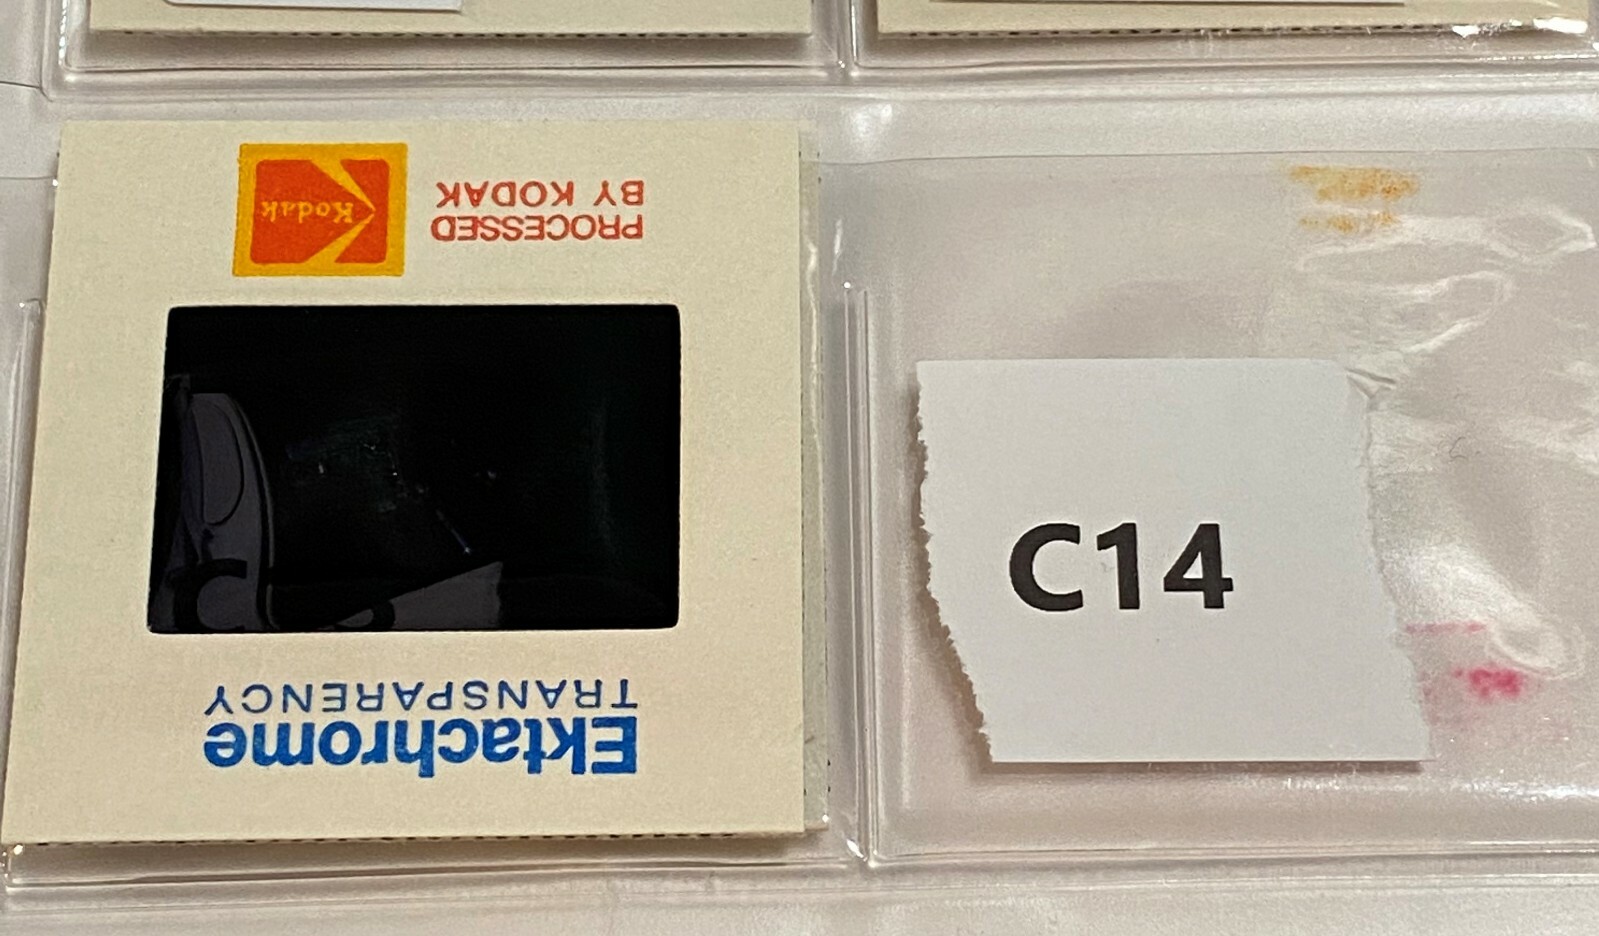 Ektachrome
TRANSPARENCY
PROCESSED
BY KODAK
Kodak
C14